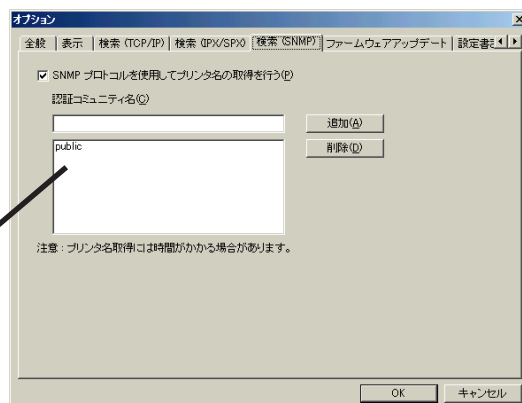 オプション
全般 表示 検索 (TCP/IP) 検索 (IPX/SPX) 検索 (SNMP) ファームウェアアップデート
SNMP プロトコルを使用してプリンタ名の取得を行う(P)
認証コミュニティ名(C)
追加(A)
public
削除(D)
注意 : プリンタ名取得には時間がかかる場合があります。
OK キャンセル